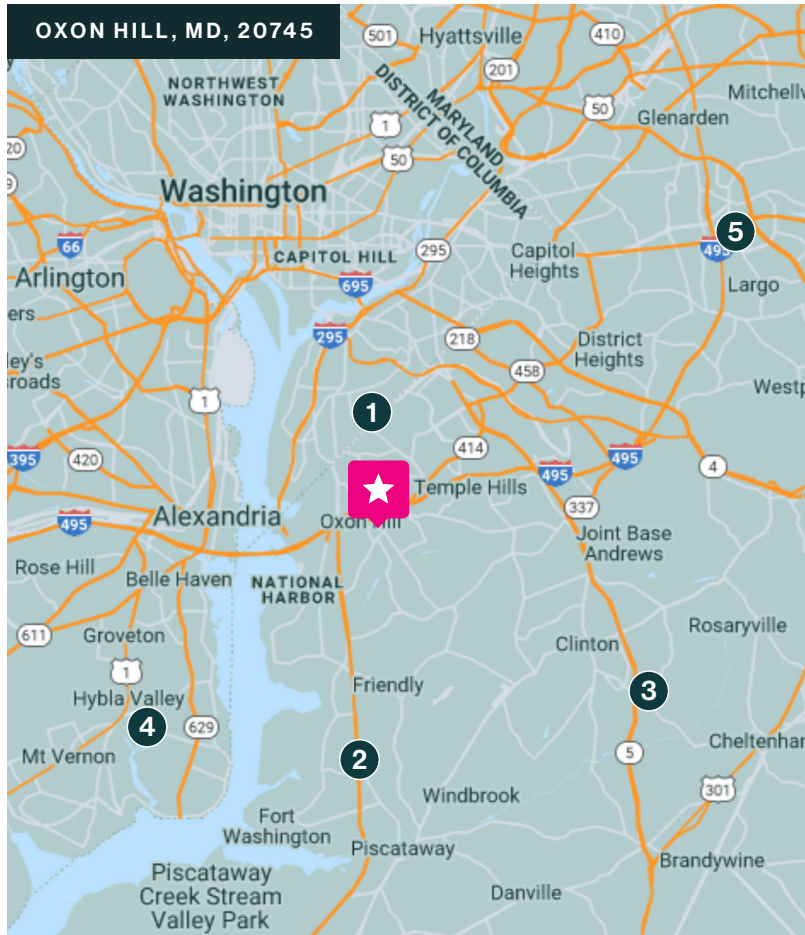 OXON HILL, MD, 20745
501
Hyattsville
410
201
NORTHWEST
WASHINGTON
Mitchellv
50
Glenarden
1
MARYLAND
DISTRICT OF COLUMBIA
20
50
9
Washington
5
66
295
Capitol
Heights
495
CAPITOL HILL
Arlington
695
Largo
ers
295
218
District
Heights
ley's
sroads
458
1
Westp
1
395
420
414
495
495
4
Temple Hills
337
495
Alexandria
Oxon Hill
Joint Base
Andrews
Rose Hill
Belle Haven
NATIONAL
HARBOR
611
Groveton
Rosaryville
Clinton
1
Friendly
3
Hybla Valley
4
629
5
Cheltenhar
Mt Vernon
2
301
Windbrook
Fort
Washington
Piscataway
Brandywine
Piscataway
Creek Stream
Valley Park
Danville